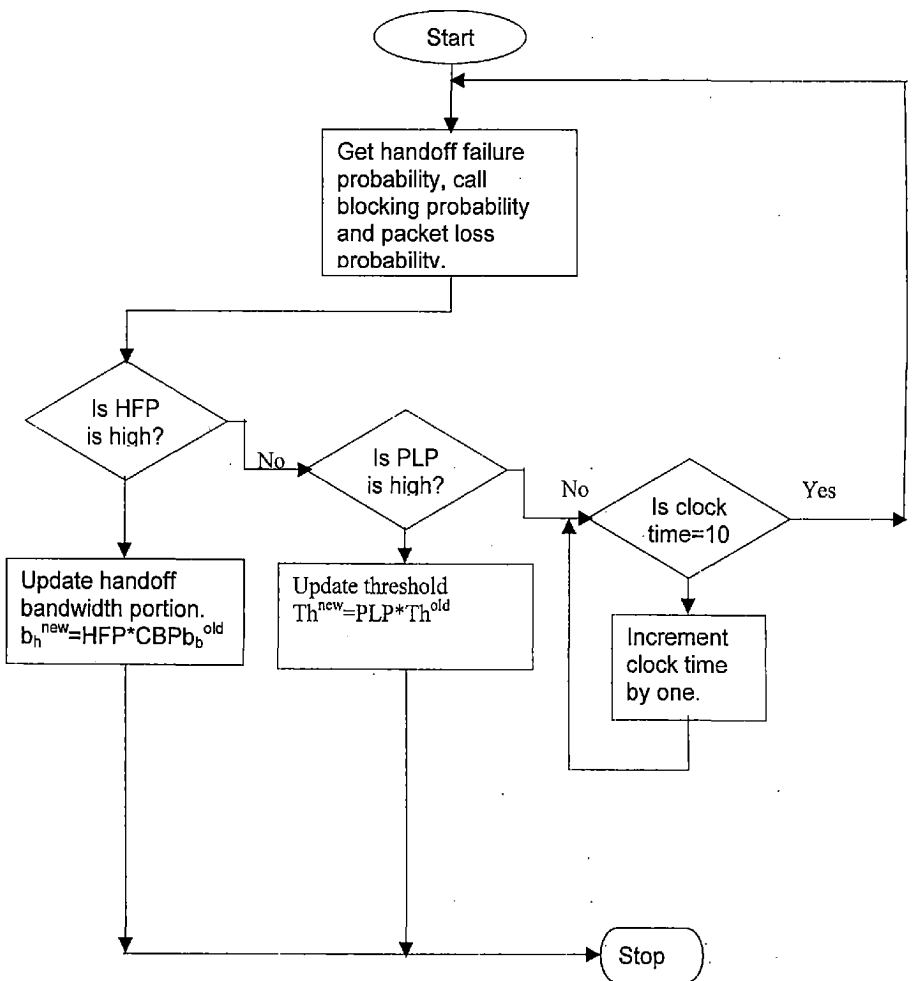 Start
Get handoff failure
probability, call
blocking probability
and packet loss
probability.
Is HFP
is high?
No
Is PLP
is high?
No
Is clock
time=10
Yes
Update handoff
bandwidth portion.
b_h^new=HFP*CBPb_b^old
Update threshold
Th^new=PLP*Th^old
Increment
clock time
by one.
Stop